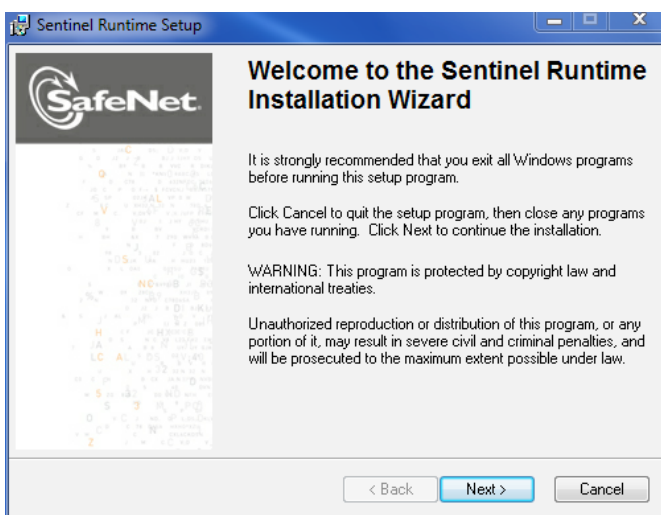 Sentinel Runtime Setup
SafeNet.
Welcome to the Sentinel Runtime
Installation Wizard
It is strongly recommended that you exit all Windows programs
before running this setup program.
Click Cancel to quit the setup program, then close any programs
you have running. Click Next to continue the installation.
WARNING: This program is protected by copyright law and
international treaties.
Unauthorized reproduction or distribution of this program, or any
portion of it, may result in severe civil and criminal penalties, and
will be prosecuted to the maximum extent possible under law.
< Back
Next >
Cancel